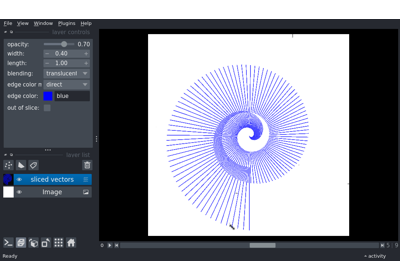 File View Window Plugins Help
layer controls
opacity: 0.70
width: 0.40
length: 1.00
blending: translucent
edge color m direct
edge color: blue
out of slice:
layer list
sliced vectors
Image
0
Ready
activity